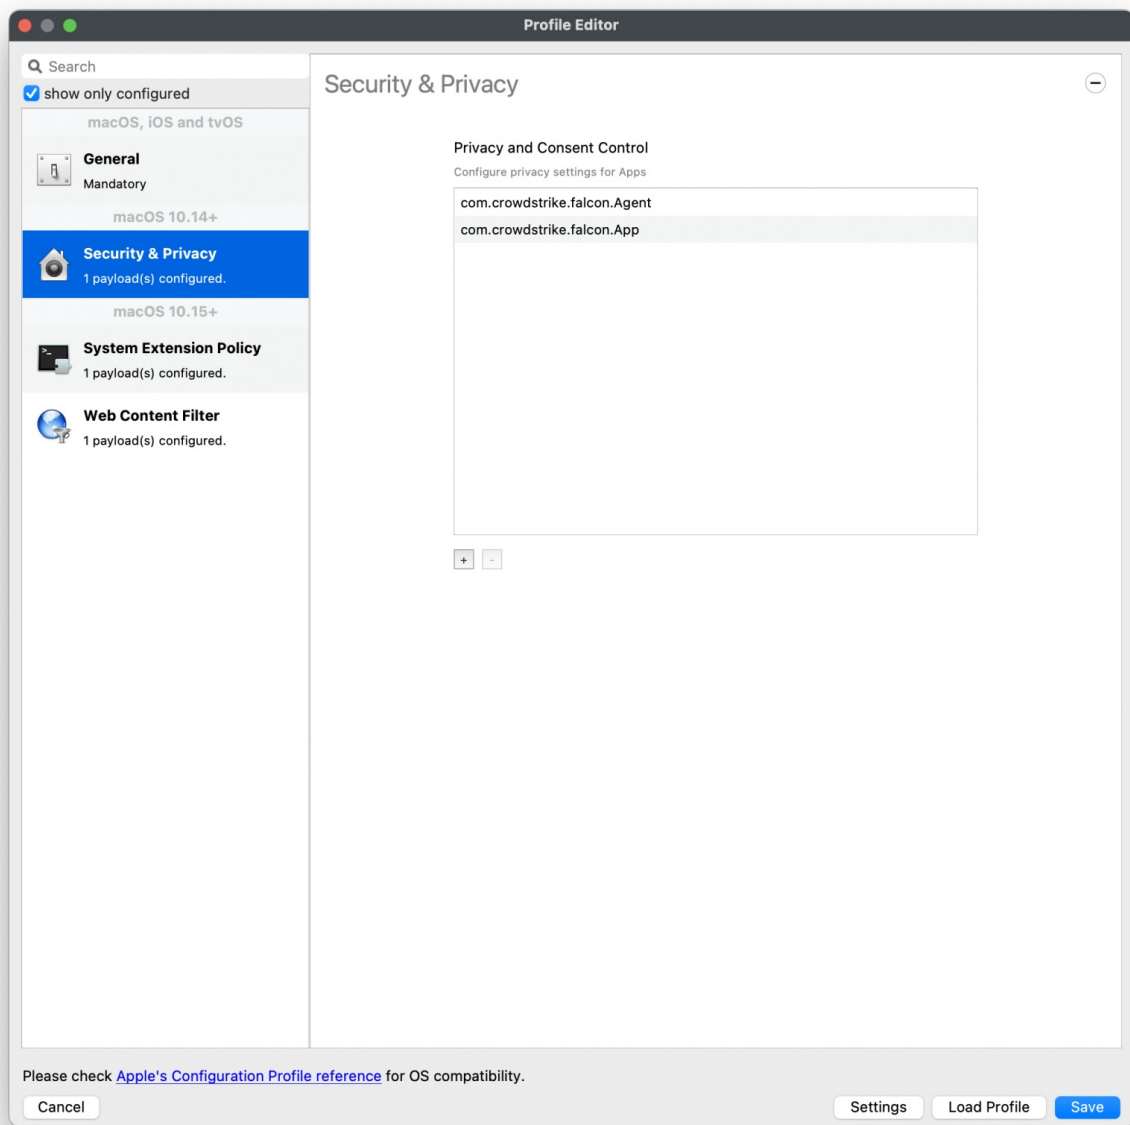 Profile Editor
Search
show only configured
macOS, iOS and tvOS
General
Mandatory
macOS 10.14+
Security & Privacy
1 payload(s) configured.
macOS 10.15+
System Extension Policy
1 payload(s) configured.
Web Content Filter
1 payload(s) configured.
Security & Privacy
Privacy and Consent Control
Configure privacy settings for Apps
com.crowdstrike.falcon.Agent
com.crowdstrike.falcon.App
+ -
Please check Apple's Configuration Profile reference for OS compatibility.
Cancel Settings Load Profile Save